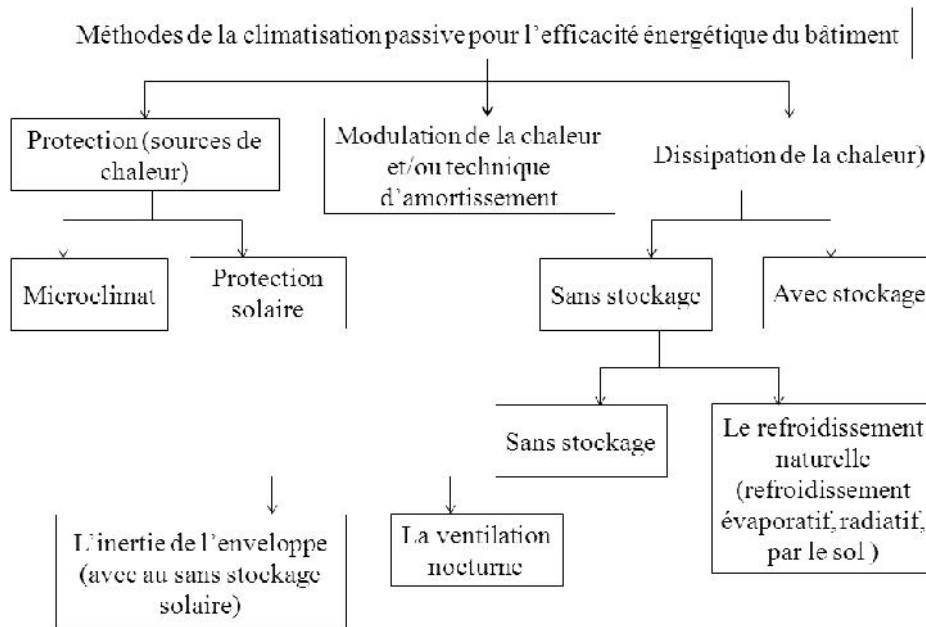 Méthodes de la climatisation passive pour l'efficacité énergétique du bâtiment
Protection (sources de
chaleur)
Modulation de la chaleur
et/ou technique
d'amortissement
Dissipation de la chaleur)
Microclimat
Protection
solaire
Sans stockage
Avec stockage
Sans stockage
Le refroidissement
naturelle
(refroidissement
évaporatif, radiatif,
par le sol )
L'inertie de l'enveloppe
(avec au sans stockage
solaire)
La ventilation
nocturne